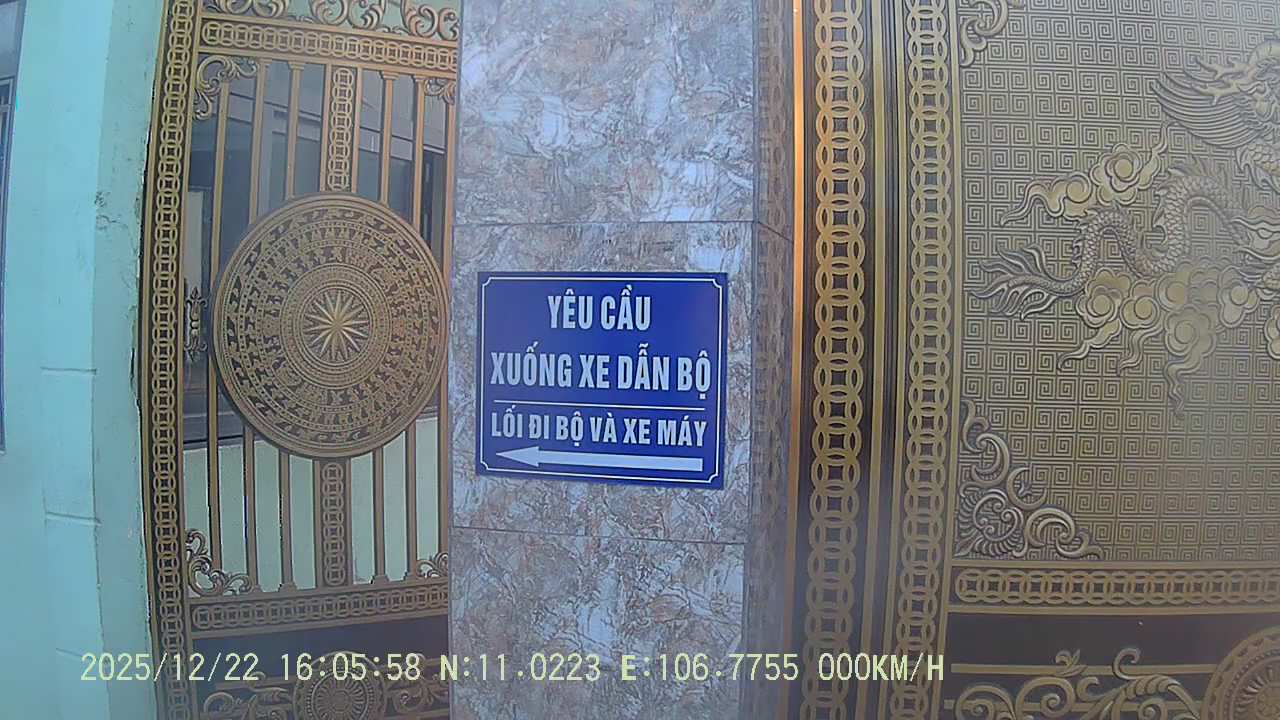 YÊU CẦU
XUỐNG XE DẪN BỘ
LỐI ĐI BỘ VÀ XE MÁY
2025/12/22 16:05:58 N:11.0223 E:106.7755 000KM/H